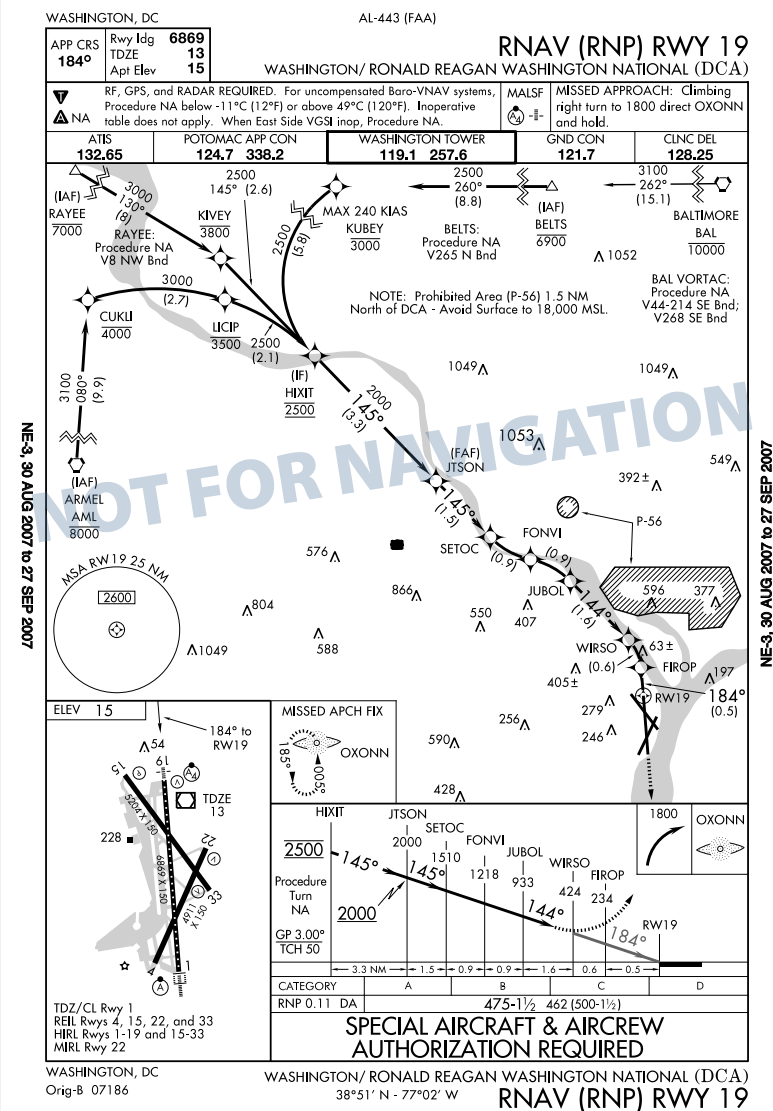 WASHINGTON, DC
AL-443 (FAA)
APP CRS
184°
Rwy ldg 6869
TDZE 13
Apt Elev 15
RNAV (RNP) RWY 19
WASHINGTON/ RONALD REAGAN WASHINGTON NATIONAL (DCA)
T
A NA
RF, GPS, and RADAR REQUIRED. For uncompensated Baro-VNAV systems,
Procedure NA below -11°C (12°F) or above 49°C (120°F). Inoperative
table does not apply. When East Side VGSI inop, Procedure NA.
MALSF
A4
MISSED APPROACH: Climbing
right turn to 1800 direct OXONN
and hold.
ATIS
132.65
POTOMAC APP CON
124.7 338.2
WASHINGTON TOWER
119.1 257.6
GND CON
121.7
CLNC DEL
128.25
(IAF)
RAYEE
7000
3000
130°
(8)
RAYEE:
Procedure NA
V8 NW Bnd
2500
145° (2.6)
KIVEY
3800
MAX 240 KIAS
KUBEY
3000
2500
(5.8)
2500
260°
(8.8)
BELTS:
Procedure NA
V265 N Bnd
(IAF)
BELTS
6900
3100
262°
(15.1)
BALTIMORE
BAL
10000
1052
BAL VORTAC:
Procedure NA
V44-214 SE Bnd;
V268 SE Bnd
NOTE: Prohibited Area (P-56) 1.5 NM
North of DCA - Avoid Surface to 18,000 MSL.
3000
(2.7)
CUKLI
4000
LICIP
3500
2500
(2.1)
(IF)
HIXIT
2500
3100
080°
(9.9)
(IAF)
ARMEL
AML
8000
2000
145°
(3.3)
1049
1049
1053
549
392±
(FAF)
JTSON
145°
(1.5)
SETOC
(0.9)
FONVI
(0.9)
JUBOL
P-56
596
377
144°
(1.6)
WIRSO
(0.6)
63±
FIROP
197
RW19
184°
(0.5)
576
866
804
550
407
588
1049
405±
279
246
256
590
428
MSA RW19 25 NM
2600
NOT FOR NAVIGATION
NE-3, 30 AUG 2007 to 27 SEP 2007
NE-3, 30 AUG 2007 to 27 SEP 2007
ELEV 15
184° to
RW19
54
15
19
R
V
A4
TDZE
13
5204 X 150
228
22
V
6869 X 150
V
33
4911
X 150
4
1
A
TDZ/CL Rwy 1
REIL Rwys 4, 15, 22, and 33
HIRL Rwys 1-19 and 15-33
MIRL Rwy 22
MISSED APCH FIX
OXONN
185°
005°
HIXIT
JTSON
SETOC
FONVI
JUBOL
WIRSO
FIROP
RW19
2500
2000
1510
1218
933
424
234
145°
145°
144°
184°
2000
Procedure
Turn
NA
GP 3.00°
TCH 50
1800
OXONN
3.3 NM
1.5
0.9
0.9
1.6
0.6
0.5
CATEGORY A B C D
RNP 0.11 DA 475-1½ 462 (500-1½)
SPECIAL AIRCRAFT & AIRCREW
AUTHORIZATION REQUIRED
WASHINGTON, DC
Orig-B 07186
WASHINGTON/ RONALD REAGAN WASHINGTON NATIONAL (DCA)
38°51' N - 77°02' W
RNAV (RNP) RWY 19